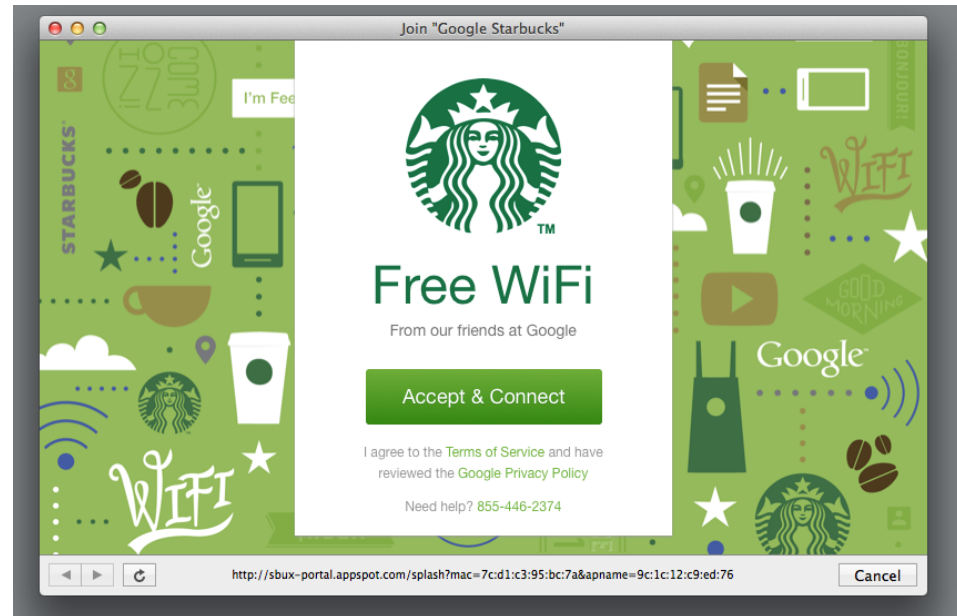 Join "Google Starbucks"
COME
I'm Fee
BONJOUR!
STARBUCKS
Google
WIFI
TM
Free WiFi
From our friends at Google
GOOD
MORNING
Google
Accept & Connect
I agree to the Terms of Service and have
reviewed the Google Privacy Policy
Need help? 855-446-2374
WIFI
http://sbux-portal.appspot.com/splash?mac=7c:d1:c3:95:bc:7a&apname=9c:1c:12:c9:ed:76
Cancel